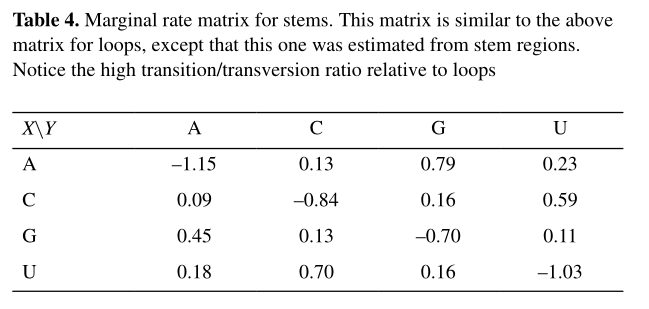 Table 4. Marginal rate matrix for stems. This matrix is similar to the above
matrix for loops, except that this one was estimated from stem regions.
Notice the high transition/transversion ratio relative to loops
X\Y A C G U
A –1.15 0.13 0.79 0.23
C 0.09 –0.84 0.16 0.59
G 0.45 0.13 –0.70 0.11
U 0.18 0.70 0.16 –1.03